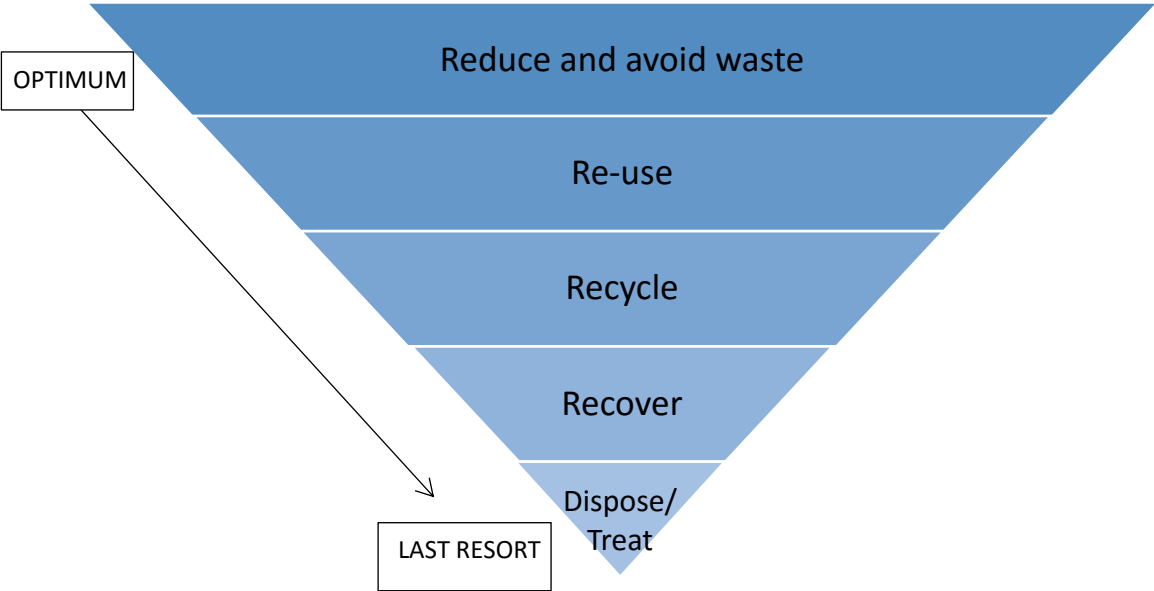 Reduce and avoid waste
OPTIMUM
Re-use
Recycle
Recover
Dispose/
Treat
LAST RESORT